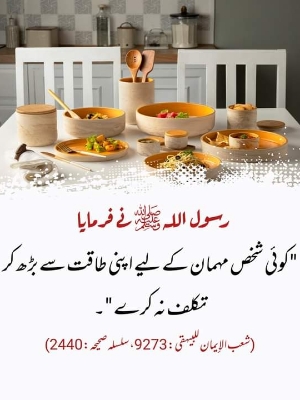 رسول اللہ ﷺ نے فرمایا
"کوئی شخص مہمان کے لیے اپنی طاقت سے بڑھ کر
تکلف نہ کرے"۔
(شعب الإیمان للبیہقی: 9273، سلسلہ صحیحہ: 2440)